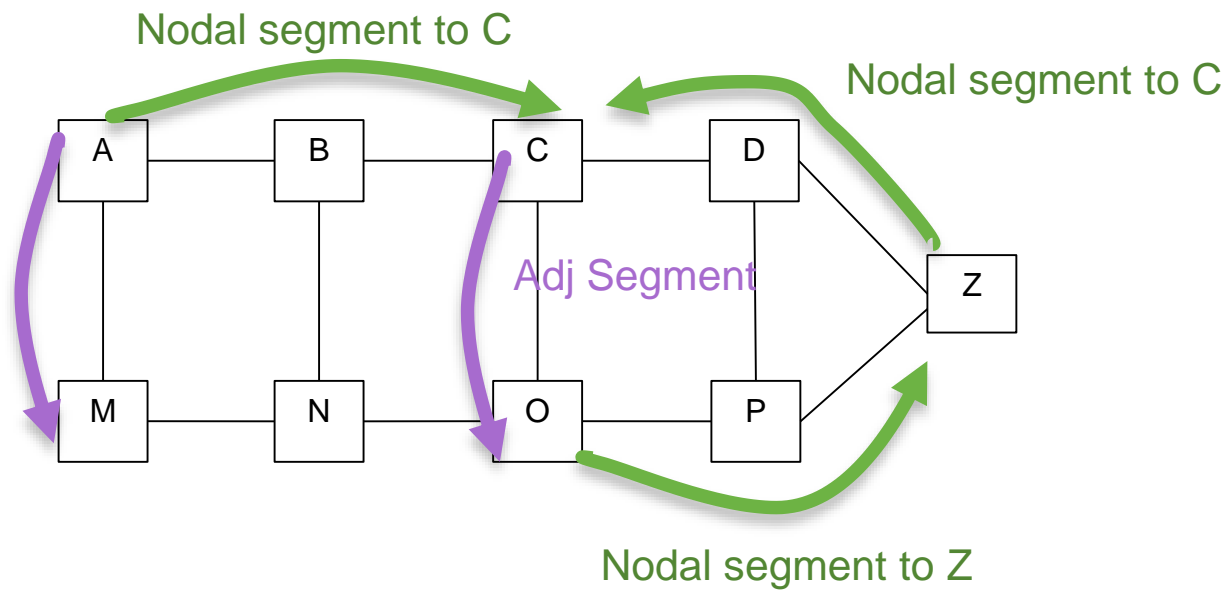 Nodal segment to C
Nodal segment to C
A
B
C
D
Adj Segment
Z
M
N
O
P
Nodal segment to Z